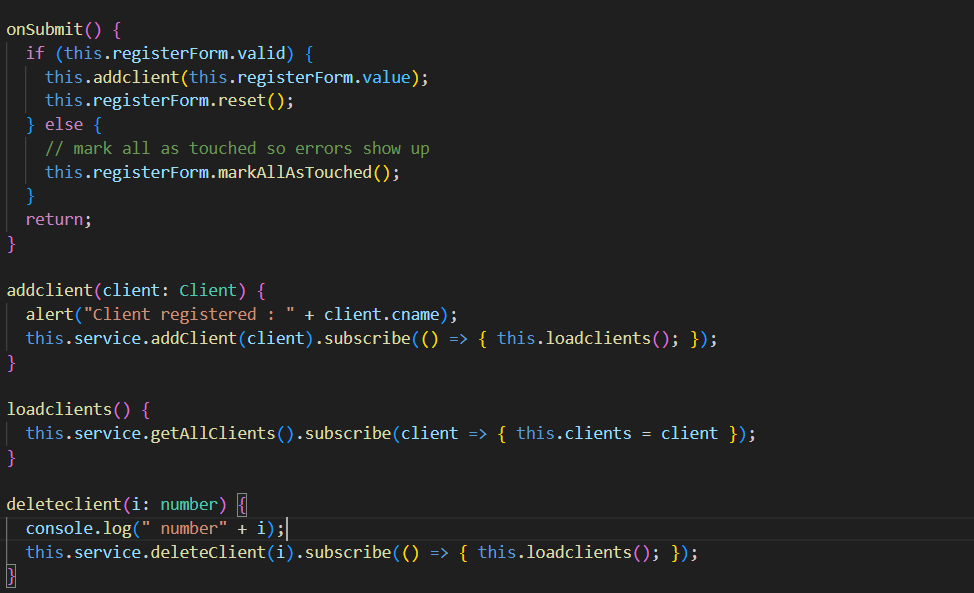 onSubmit() {
if (this.registerForm.valid) {
this.addclient(this.registerForm.value);
this.registerForm.reset();
} else {
// mark all as touched so errors show up
this.registerForm.markAllAsTouched();
}
return;
}
addclient(client: Client) {
alert("Client registered : " + client.cname);
this.service.addClient(client).subscribe(() => { this.loadclients(); });
}
loadclients() {
this.service.getAllClients().subscribe(client => { this.clients = client });
}
deleteclient(i: number) {
console.log(" number" + i);
this.service.deleteClient(i).subscribe(() => { this.loadclients(); });
}